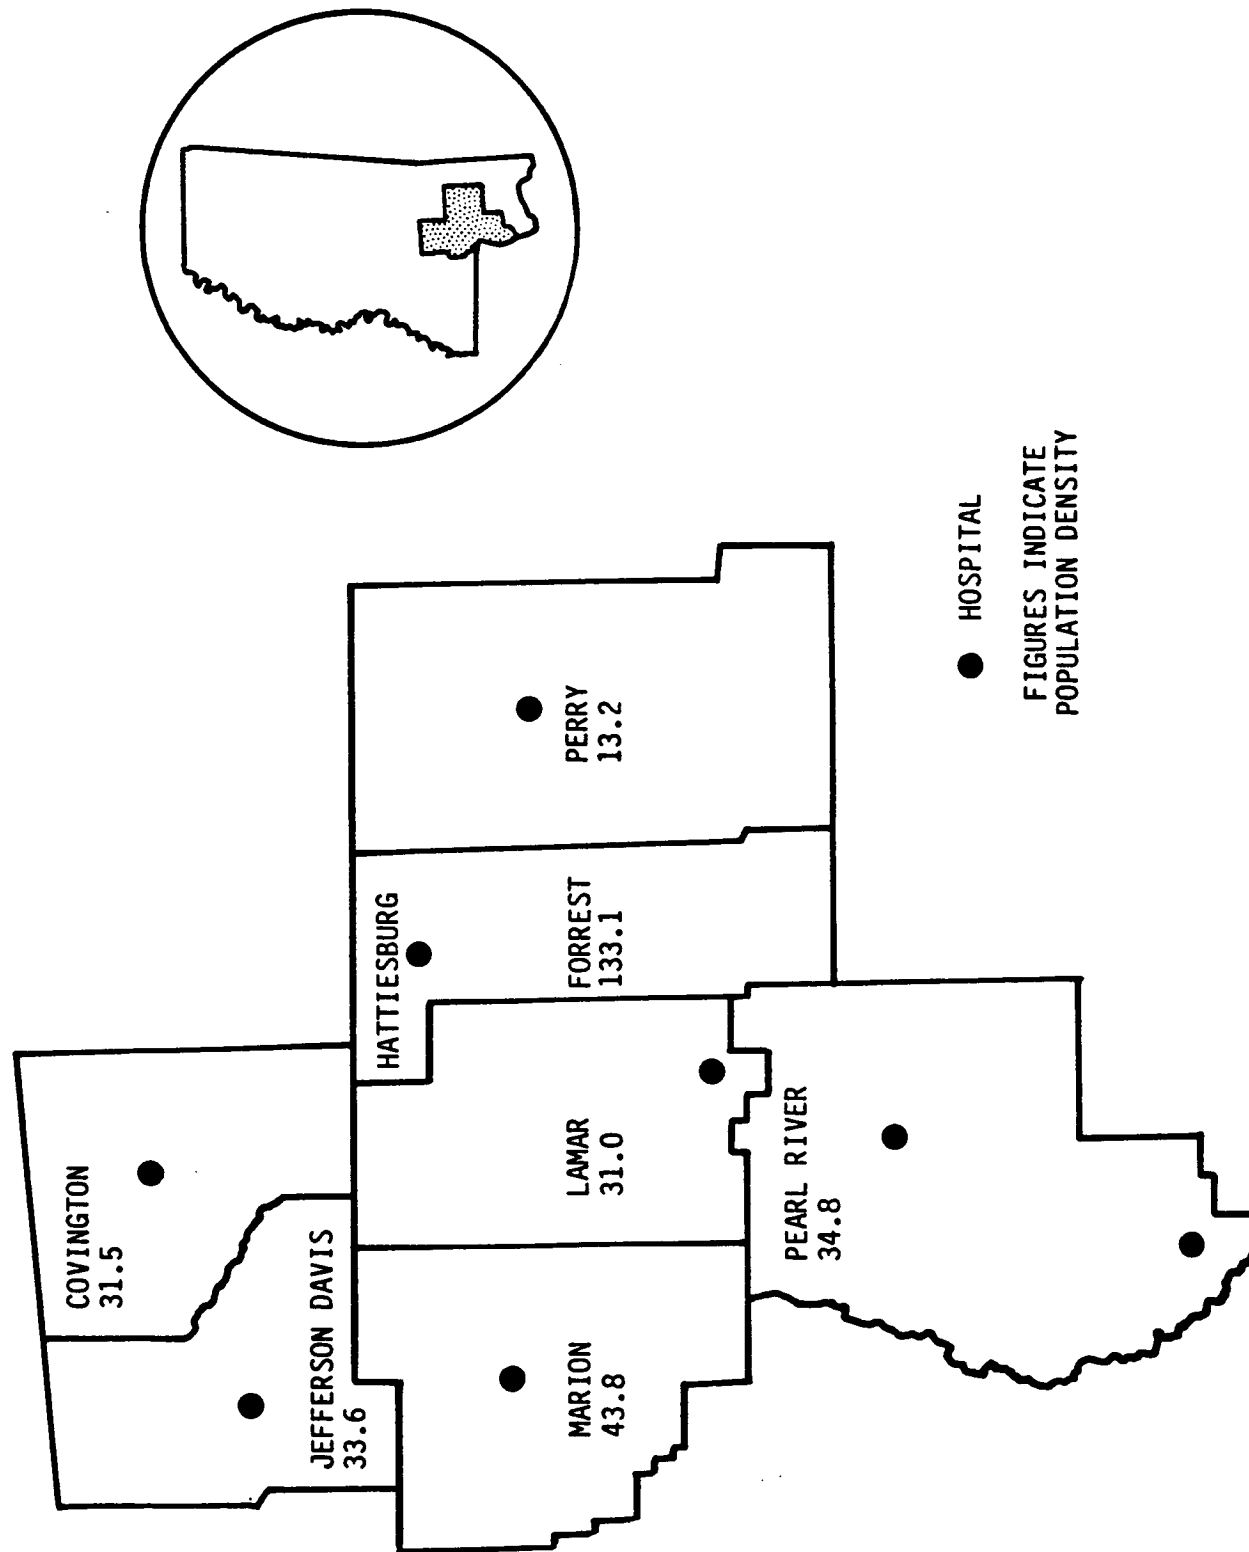 COVINGTON
31.5
JEFFERSON DAVIS
33.6
HATTIESBURG
MARION
43.8
LAMAR
31.0
FORREST
133.1
PERRY
13.2
PEARL RIVER
34.8
HOSPITAL
FIGURES INDICATE
POPULATION DENSITY